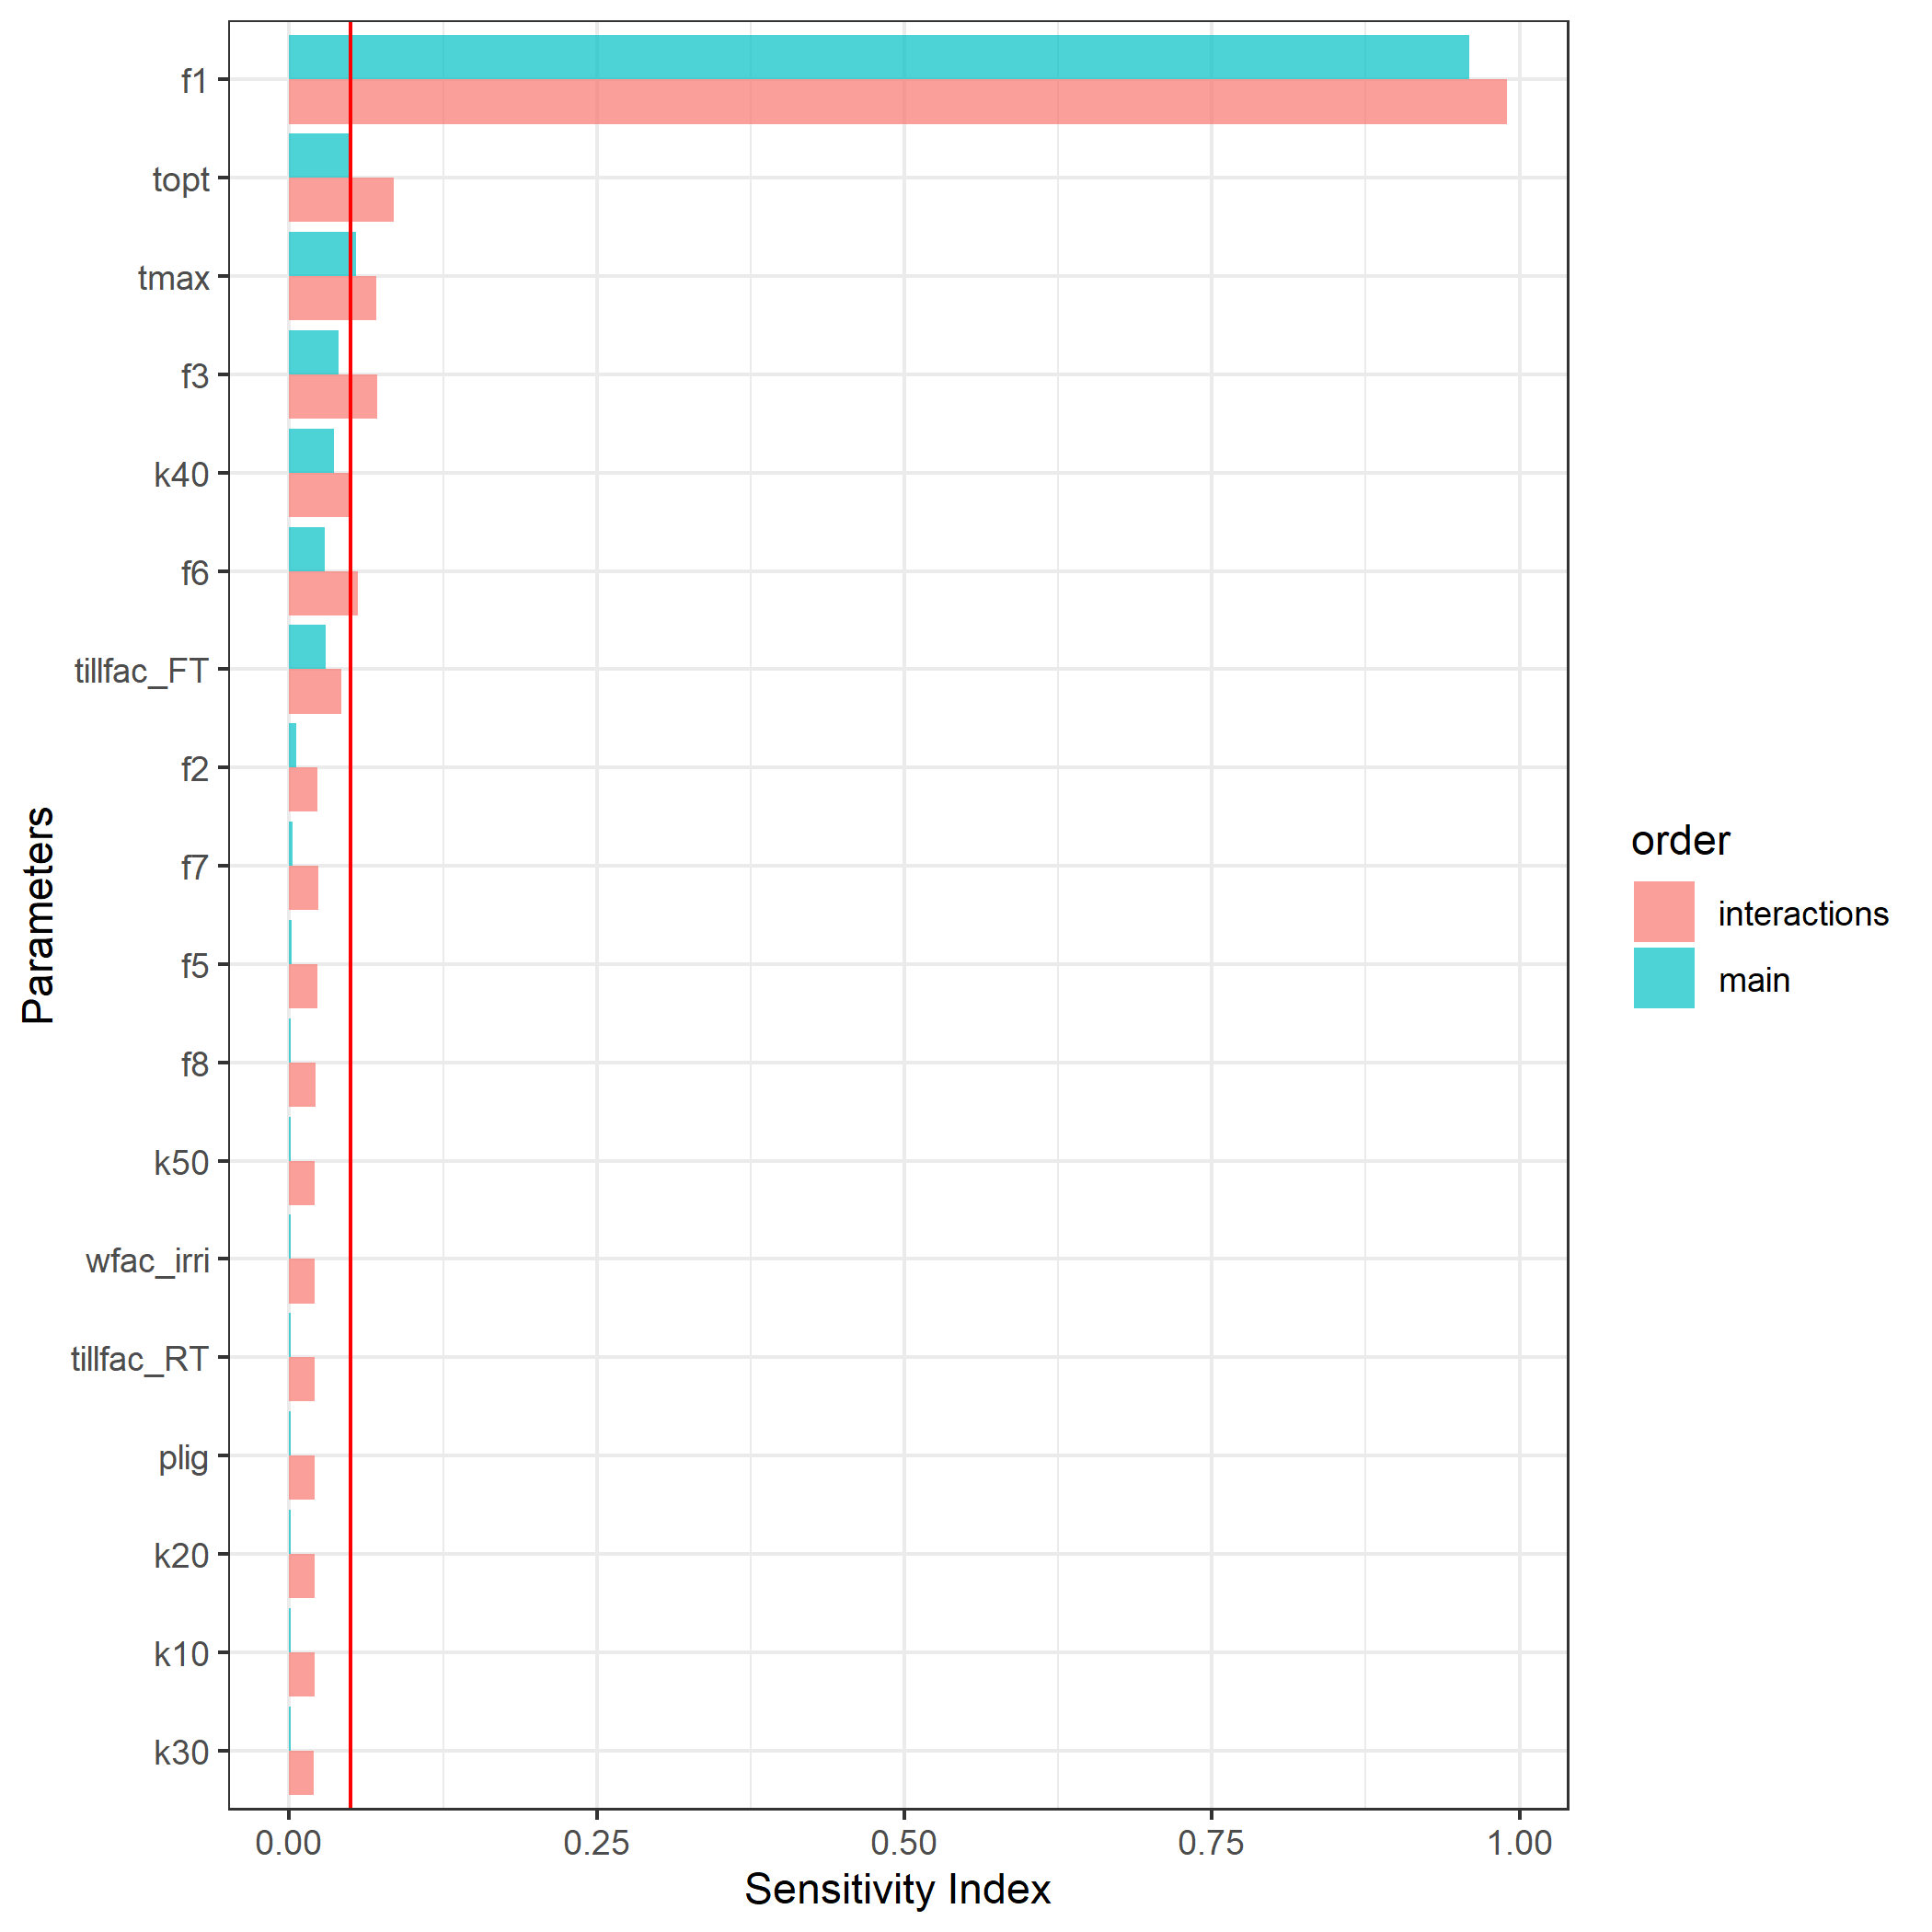 f1
topt
tmax
f3
k40
f6
tillfac_FT
f2
f7
f5
f8
k50
wfac_irri
tillfac_RT
plig
k20
k10
k30
Parameters
0.00 0.25 0.50 0.75 1.00
Sensitivity Index
order
interactions
main